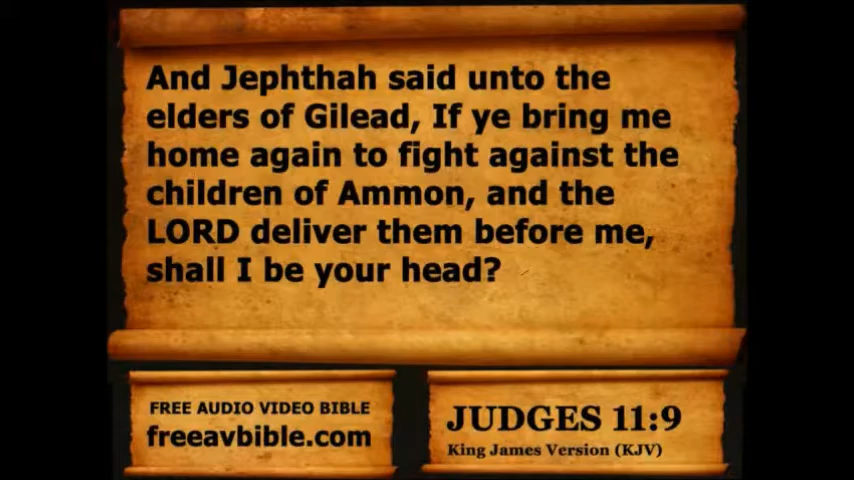 And Jephthah said unto the
elders of Gilead, If ye bring me
home again to fight against the
children of Ammon, and the
LORD deliver them before me,
shall I be your head?
FREE AUDIO VIDEO BIBLE
freeavbible.com
JUDGES 11:9
King James Version (KJV)